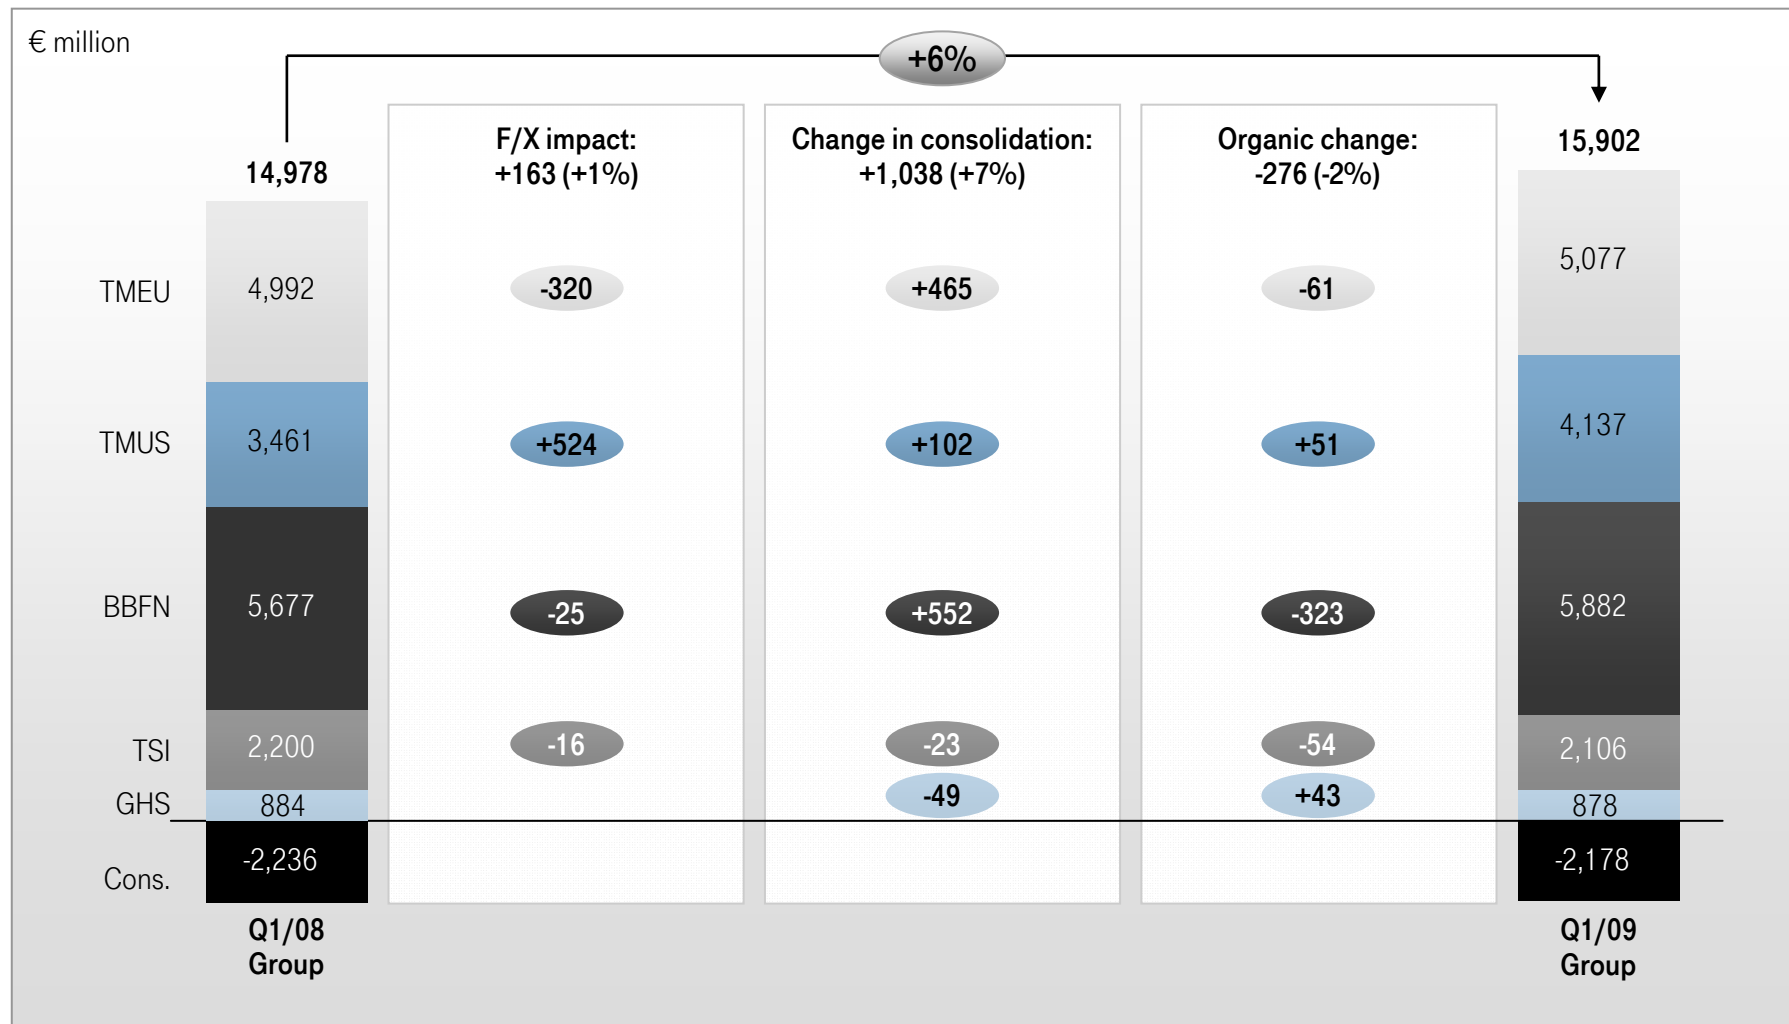 € million
+6%
F/X impact:
+163 (+1%)
Change in consolidation:
+1,038 (+7%)
Organic change:
-276 (-2%)
14,978
15,902
TMEU
4,992
-320
+465
-61
5,077
TMUS
3,461
+524
+102
+51
4,137
BBFN
5,677
-25
+552
-323
5,882
TSI
2,200
-16
-23
-54
2,106
GHS
884
-49
+43
878
Cons.
-2,236
-2,178
Q1/08
Group
Q1/09
Group